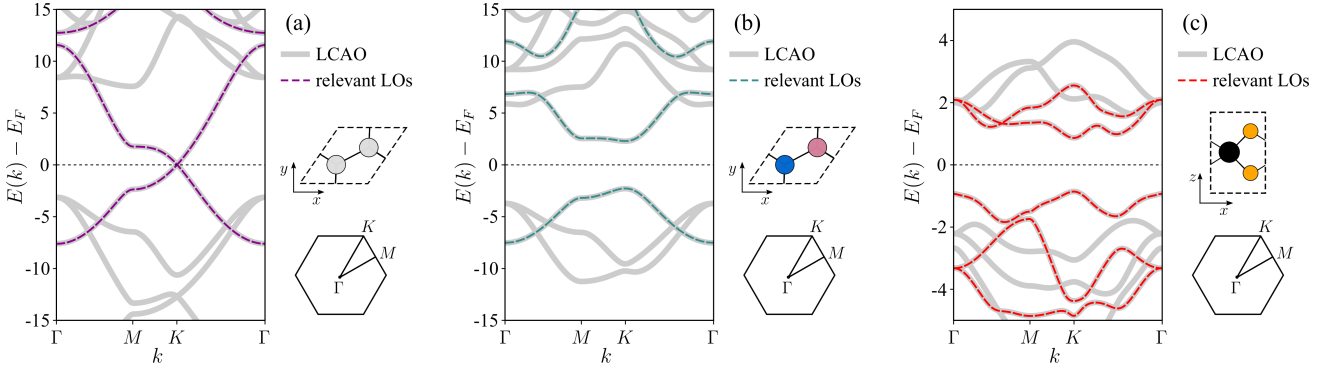 (a)
LCAO
relevant LOs
E(k) − E_F
15
10
5
0
-5
-10
-15
Γ
M
K
Γ
k
y
x
K
M
Γ
(b)
LCAO
relevant LOs
E(k) − E_F
15
10
5
0
-5
-10
-15
Γ
M
K
Γ
k
y
x
K
M
Γ
(c)
LCAO
relevant LOs
E(k) − E_F
4
2
0
-2
-4
Γ
M
K
Γ
k
z
x
K
M
Γ